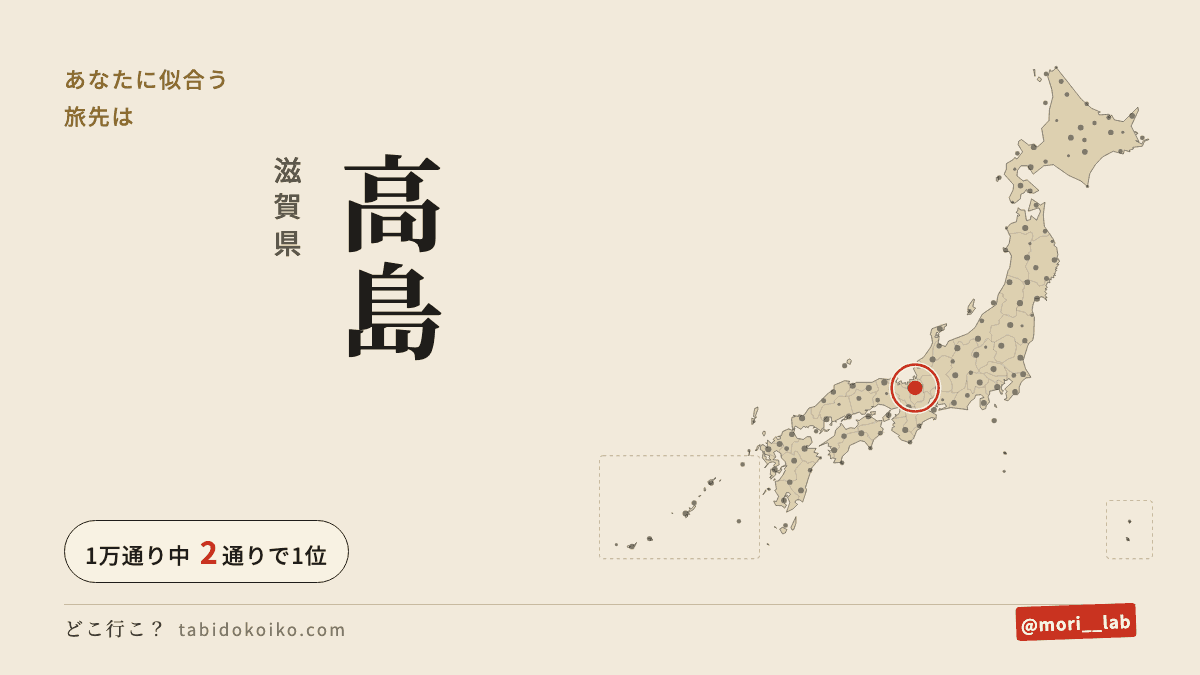 あなたに似合う
旅先は
高島
滋賀県
1万通り中 2通りで1位
どこ行こ? tabidokoiko.com
@mori__lab